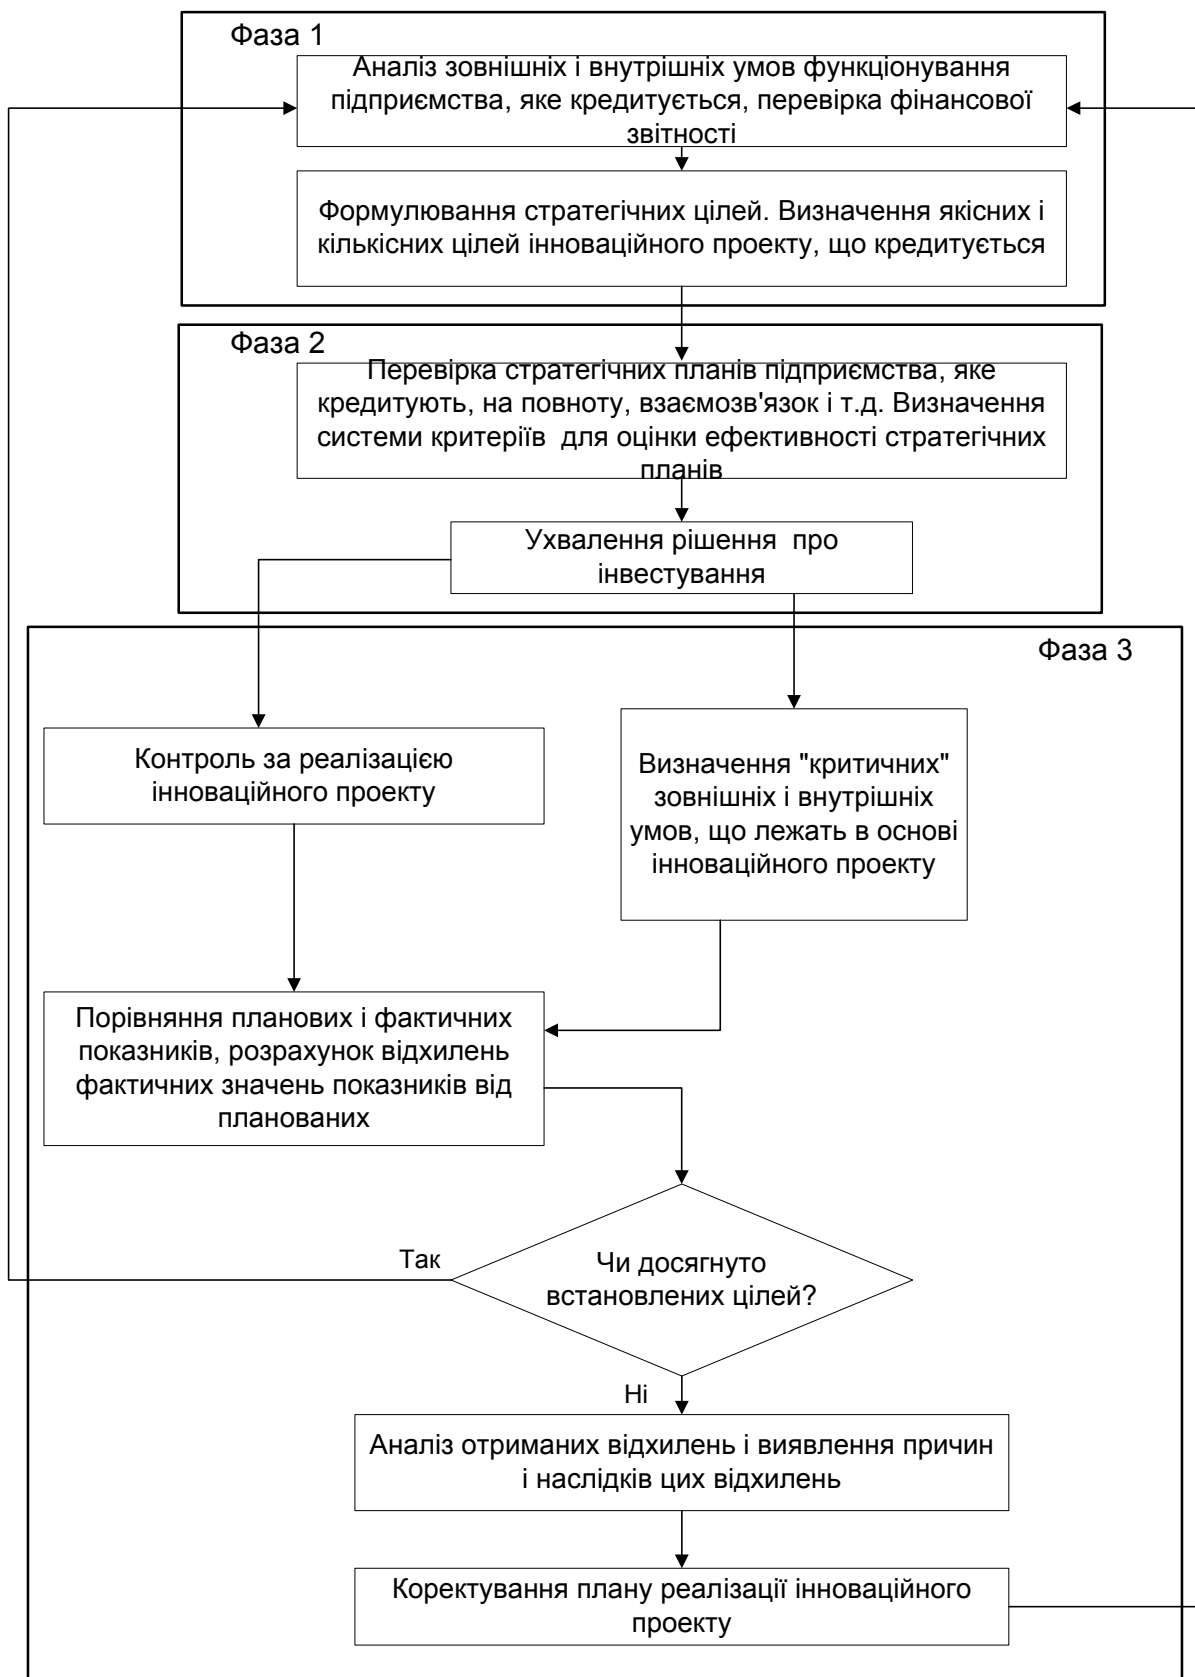 Фаза 1
Аналіз зовнішніх і внутрішніх умов функціонування
підприємства, яке кредитується, перевірка фінансової
звітності
Формулювання стратегічних цілей. Визначення якісних і
кількісних цілей інноваційного проекту, що кредитується
Фаза 2
Перевірка стратегічних планів підприємства, яке
кредитують, на повноту, взаємозв'язок і т.д. Визначення
системи критеріїв для оцінки ефективності стратегічних
планів
Ухвалення рішення про
інвестування
Фаза 3
Контроль за реалізацією
інноваційного проекту
Визначення "критичних"
зовнішніх і внутрішніх
умов, що лежать в основі
інноваційного проекту
Порівняння планових і фактичних
показників, розрахунок відхилень
фактичних значень показників від
планованих
Так
Чи досягнуто
встановлених цілей?
Ні
Аналіз отриманих відхилень і виявлення причин
і наслідків цих відхилень
Коректування плану реалізації інноваційного
проекту